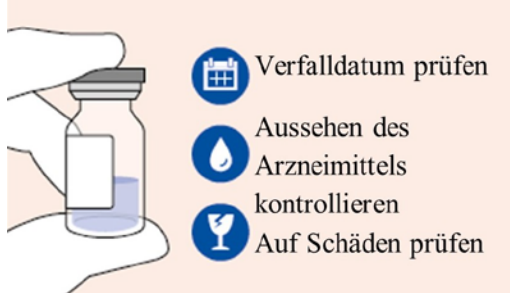 Verfalldatum prüfen
Aussehen des
Arzneimittels
kontrollieren
Auf Schäden prüfen